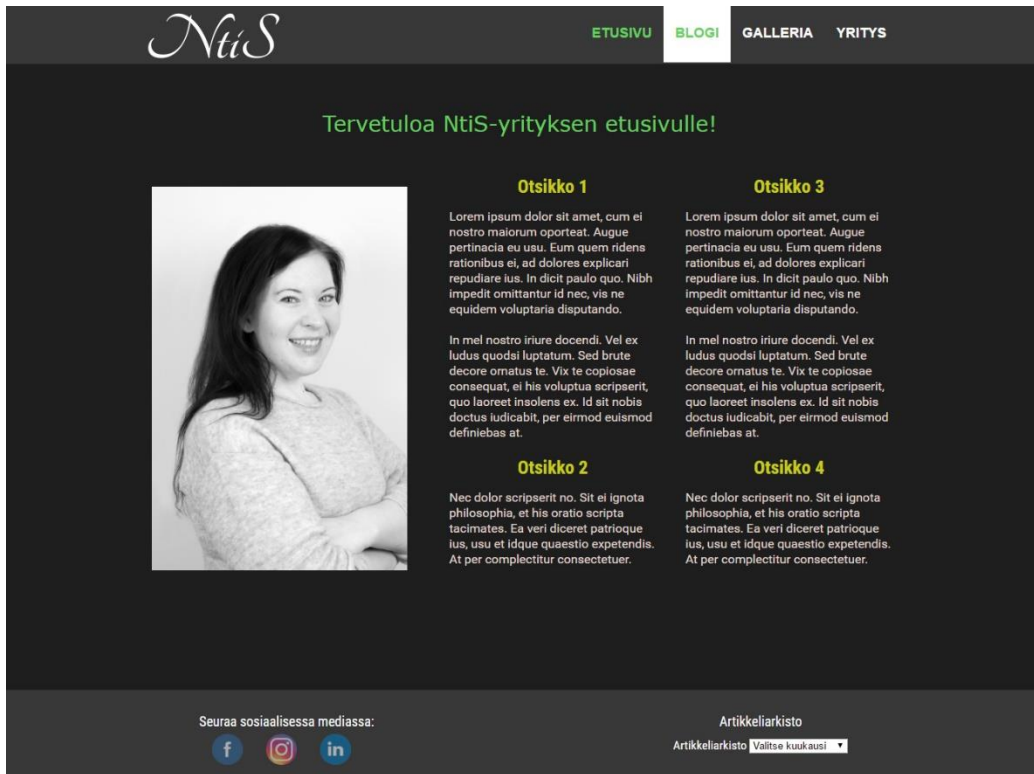 NtiS
ETUSIVU BLOGI GALLERIA YRITYS
Tervetuloa NtiS-yrityksen etusivulle!
Otsikko 1
Lorem ipsum dolor sit amet, cum ei
nostro maiorum oporteat. Augue
pertinacia eu usu. Eum quem ridens
rationibus ei, ad dolores explicari
repudiare ius. In dicit paulo quo. Nibh
impedit omittantur id nec, vis ne
equidem voluptaria disputando.
In mel nostro iriure docendi. Vel ex
ludus quodsi luptatum. Sed brute
decore ornatus te. Vix te copiosae
consequat, ei his voluptua scripserit,
quo laoreet insolens ex. Id sit nobis
doctus iudicabit, per eirmod euismod
definiebas at.
Otsikko 2
Nec dolor scripserit no. Sit ei ignota
philosophia, et his oratio scripta
tacimates. Ea veri diceret patrioque
ius, usu et idque quaestio expetendis.
At per complectitur consectetuer.
Otsikko 3
Lorem ipsum dolor sit amet, cum ei
nostro maiorum oporteat. Augue
pertinacia eu usu. Eum quem ridens
rationibus ei, ad dolores explicari
repudiare ius. In dicit paulo quo. Nibh
impedit omittantur id nec, vis ne
equidem voluptaria disputando.
In mel nostro iriure docendi. Vel ex
ludus quodsi luptatum. Sed brute
decore ornatus te. Vix te copiosae
consequat, ei his voluptua scripserit,
quo laoreet insolens ex. Id sit nobis
doctus iudicabit, per eirmod euismod
definiebas at.
Otsikko 4
Nec dolor scripserit no. Sit ei ignota
philosophia, et his oratio scripta
tacimates. Ea veri diceret patrioque
ius, usu et idque quaestio expetendis.
At per complectitur consectetuer.
Seuraa sosiaalisessa mediassa:
f in
Artikkeliarkisto
Artikkeliarkisto Valitse kuukausi